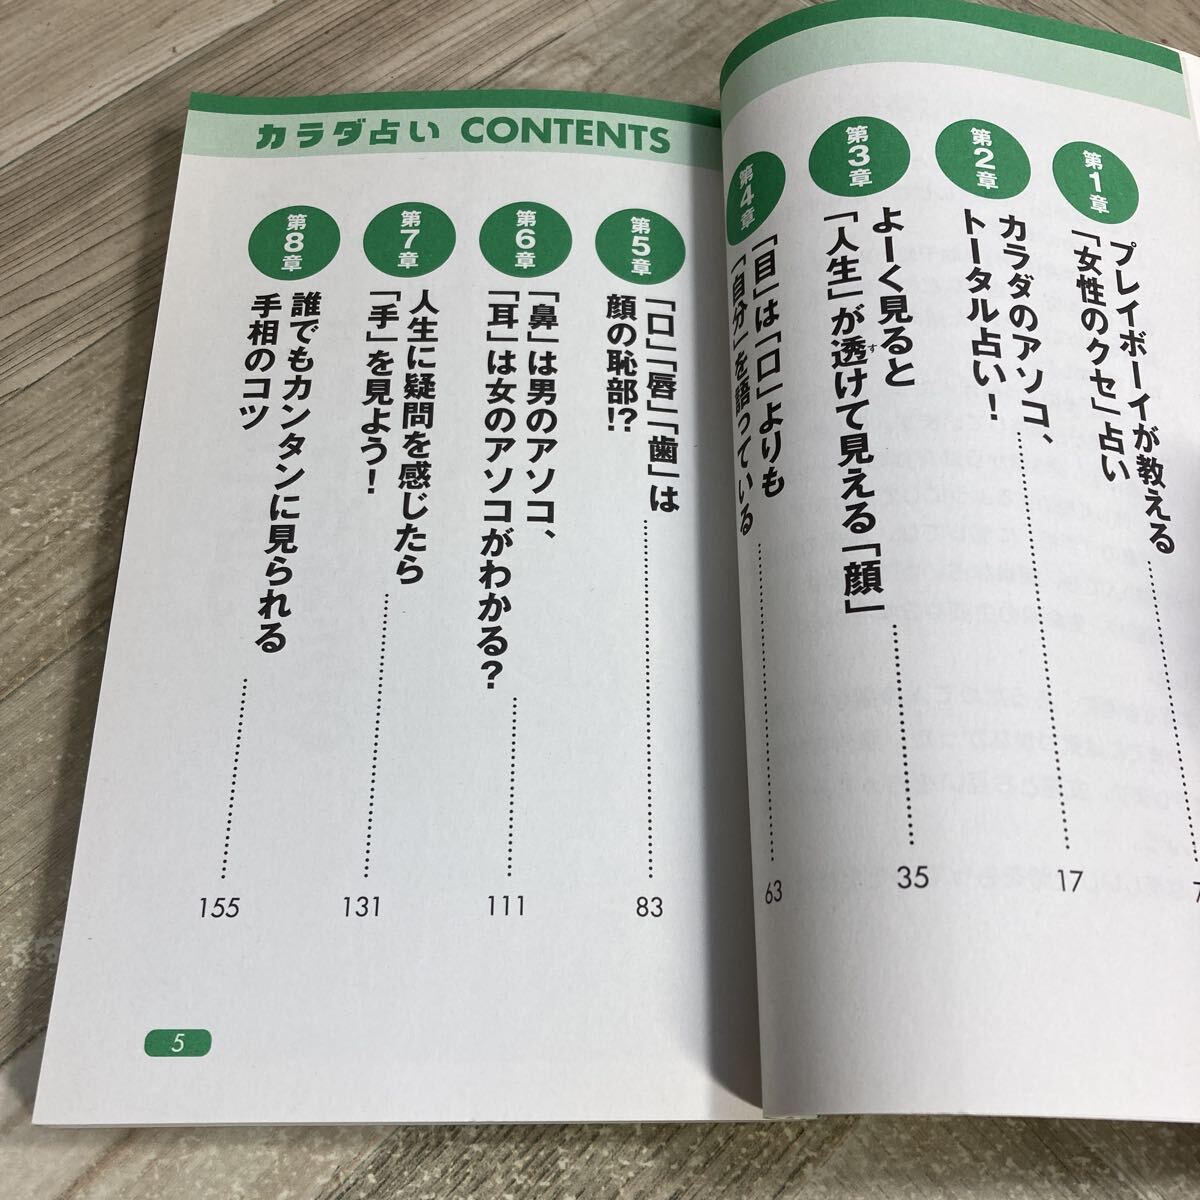 第1章
プレイボーイが教える
「女性のクセ」占い
7
第2章
カラダのアソコ、
トータル占い！
17
第3章
よーく見ると
「人生」が透けて見える「顔」
す
35
第4章
「目」は「口」よりも
「自分」を語っている
63
カラダ占い CONTENTS
第5章
「口」「唇」「歯」は
顔の恥部!?
83
第6章
「鼻」は男のアソコ、
「耳」は女のアソコがわかる？
111
第7章
人生に疑問を感じたら
「手」を見よう！
131
第8章
誰でもカンタンに見られる
手相のコツ
155
5